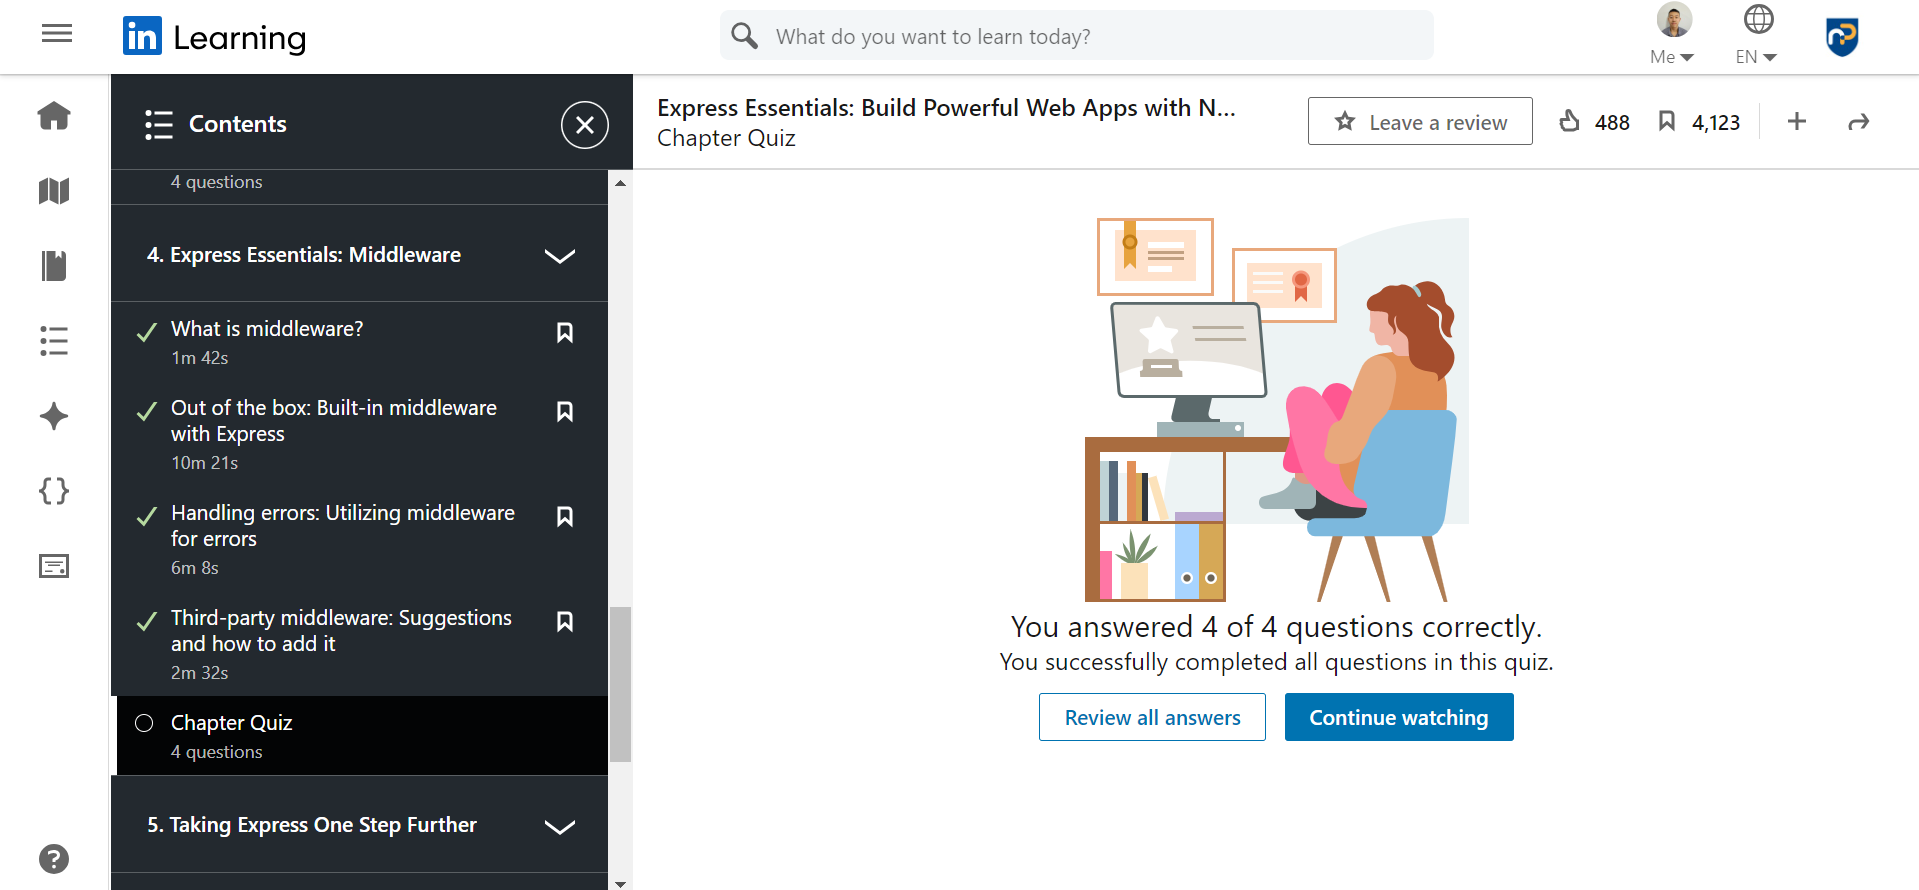 in Learning
What do you want to learn today?
Me
EN
Contents
4 questions
4. Express Essentials: Middleware
What is middleware?
1m 42s
Out of the box: Built-in middleware
with Express
10m 21s
Handling errors: Utilizing middleware
for errors
6m 8s
Third-party middleware: Suggestions
and how to add it
2m 32s
Chapter Quiz
4 questions
5. Taking Express One Step Further
Express Essentials: Build Powerful Web Apps with N...
Chapter Quiz
Leave a review
488
4,123
You answered 4 of 4 questions correctly.
You successfully completed all questions in this quiz.
Review all answers
Continue watching